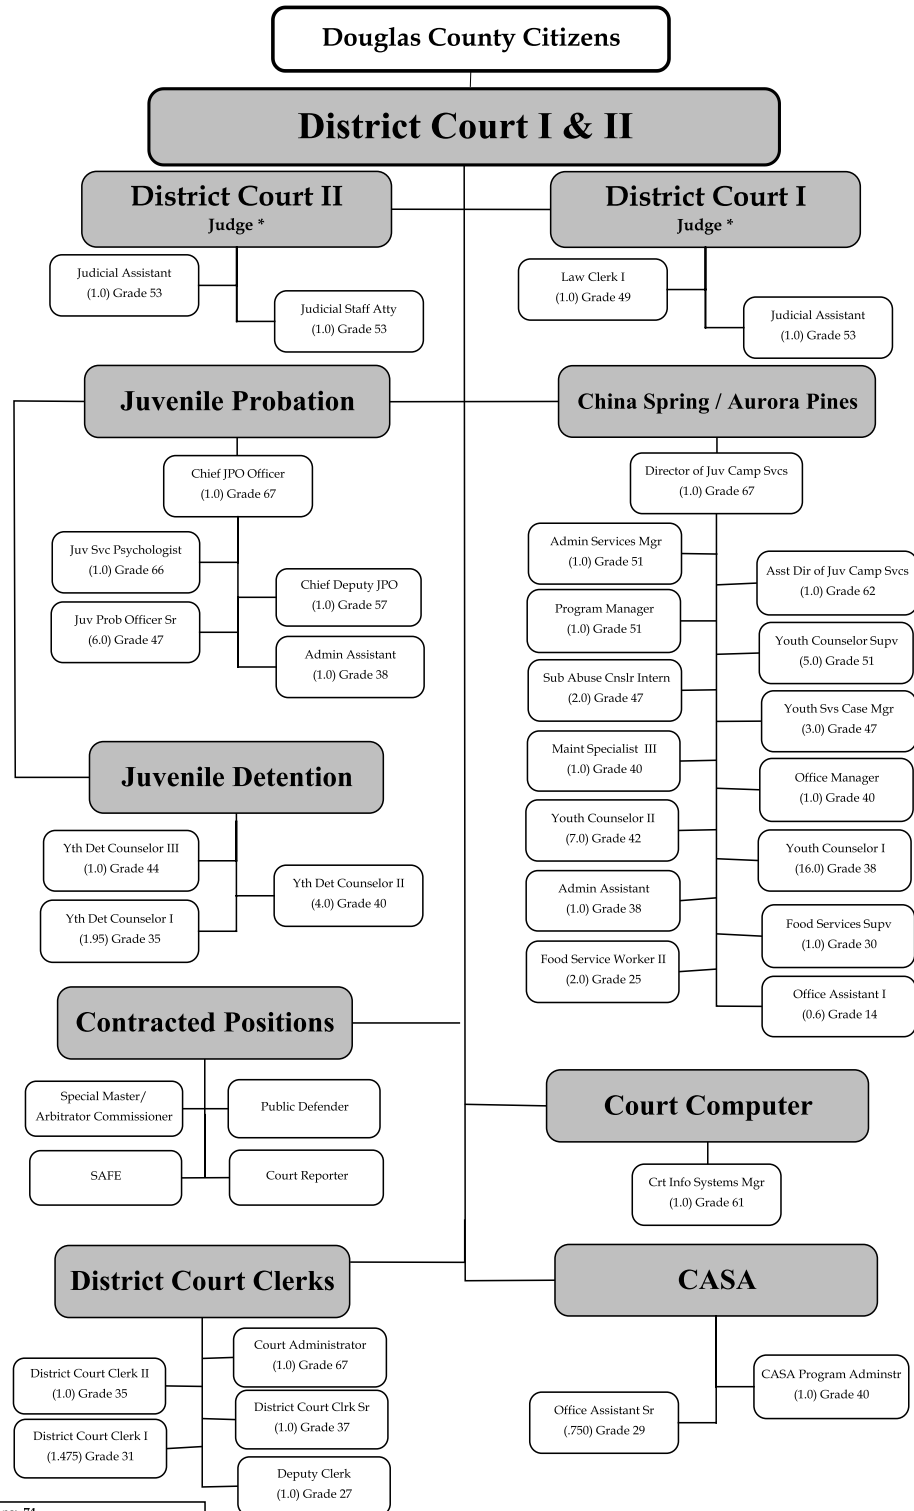 Douglas County Citizens
District Court I & II
District Court II
Judge *
Judicial Assistant
(1.0) Grade 53
Judicial Staff Atty
(1.0) Grade 53
District Court I
Judge *
Law Clerk I
(1.0) Grade 49
Judicial Assistant
(1.0) Grade 53
Juvenile Probation
Chief JPO Officer
(1.0) Grade 67
Juv Svc Psychologist
(1.0) Grade 66
Chief Deputy JPO
(1.0) Grade 57
Juv Prob Officer Sr
(6.0) Grade 47
Admin Assistant
(1.0) Grade 38
China Spring / Aurora Pines
Director of Juv Camp Svcs
(1.0) Grade 67
Admin Services Mgr
(1.0) Grade 51
Asst Dir of Juv Camp Svcs
(1.0) Grade 62
Program Manager
(1.0) Grade 51
Youth Counselor Supv
(5.0) Grade 51
Sub Abuse Cnslr Intern
(2.0) Grade 47
Youth Svs Case Mgr
(3.0) Grade 47
Maint Specialist III
(1.0) Grade 40
Office Manager
(1.0) Grade 40
Youth Counselor II
(7.0) Grade 42
Youth Counselor I
(16.0) Grade 38
Admin Assistant
(1.0) Grade 38
Food Services Supv
(1.0) Grade 30
Food Service Worker II
(2.0) Grade 25
Office Assistant I
(0.6) Grade 14
Juvenile Detention
Yth Det Counselor III
(1.0) Grade 44
Yth Det Counselor II
(4.0) Grade 40
Yth Det Counselor I
(1.95) Grade 35
Contracted Positions
Special Master/
Arbitrator Commissioner
Public Defender
SAFE
Court Reporter
Court Computer
Crt Info Systems Mgr
(1.0) Grade 61
District Court Clerks
Court Administrator
(1.0) Grade 67
District Court Clerk II
(1.0) Grade 35
District Court Clrk Sr
(1.0) Grade 37
District Court Clerk I
(1.475) Grade 31
Deputy Clerk
(1.0) Grade 27
CASA
CASA Program Adminstr
(1.0) Grade 40
Office Assistant Sr
(.750) Grade 29